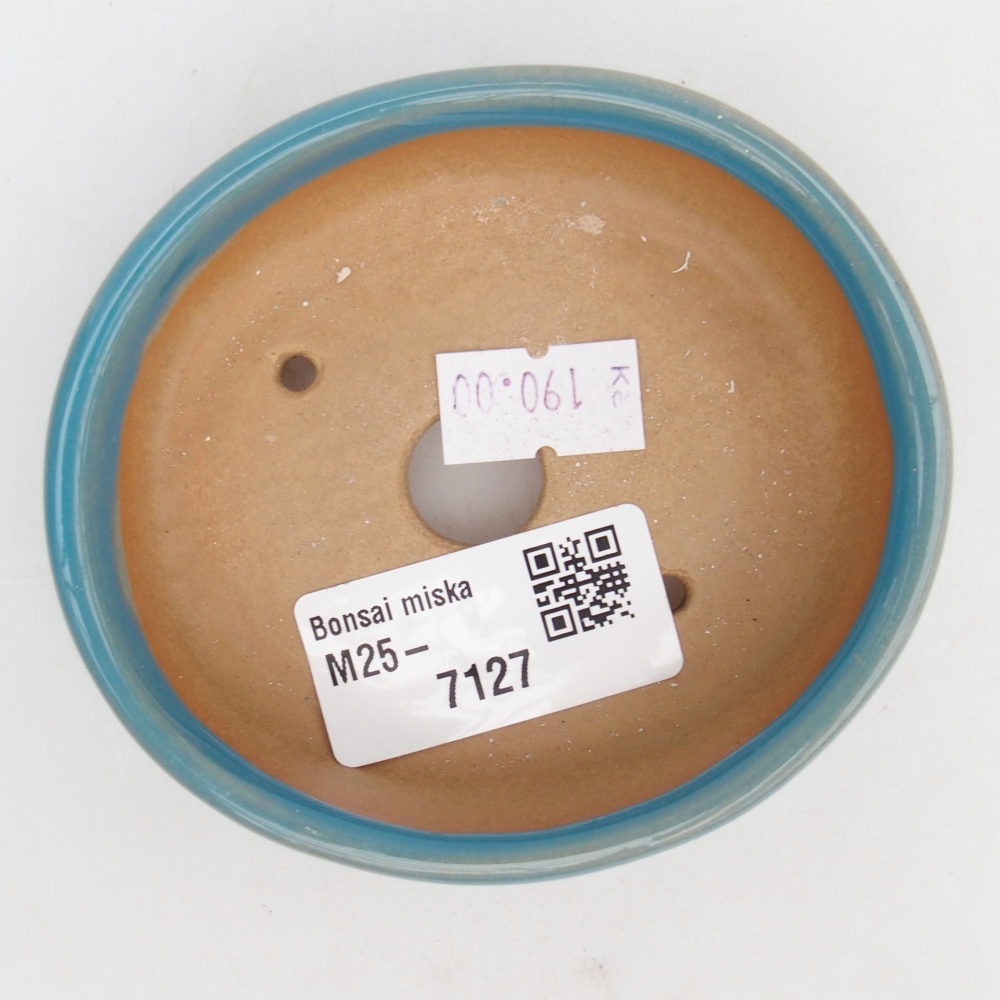 Kč 190.00
Bonsai miska
M25-
7127